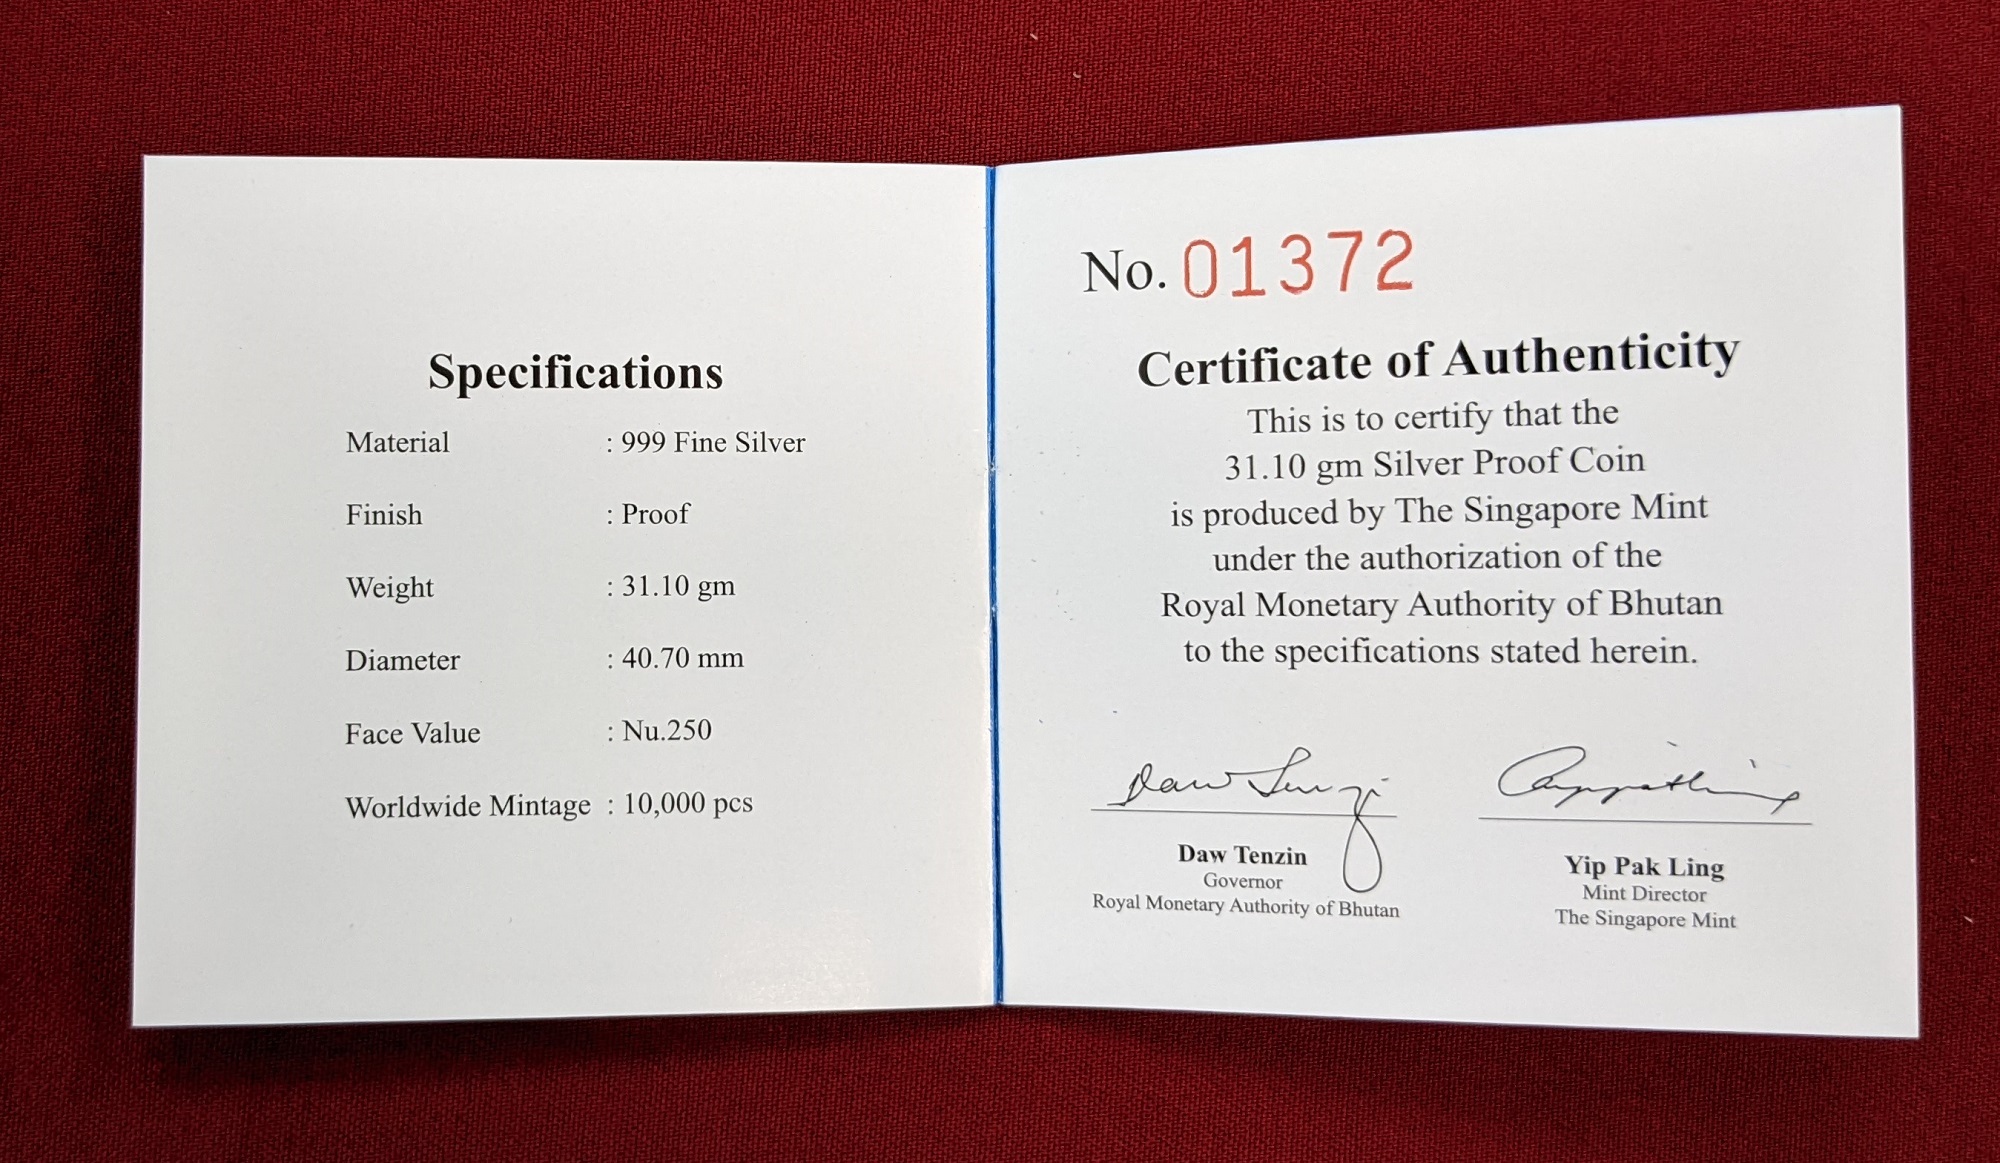 Specifications
Material : 999 Fine Silver
Finish : Proof
Weight : 31.10 gm
Diameter : 40.70 mm
Face Value : Nu.250
Worldwide Mintage : 10,000 pcs
No. 01372
Certificate of Authenticity
This is to certify that the
31.10 gm Silver Proof Coin
is produced by The Singapore Mint
under the authorization of the
Royal Monetary Authority of Bhutan
to the specifications stated herein.
Daw Tenzin
Governor
Royal Monetary Authority of Bhutan
Yip Pak Ling
Mint Director
The Singapore Mint